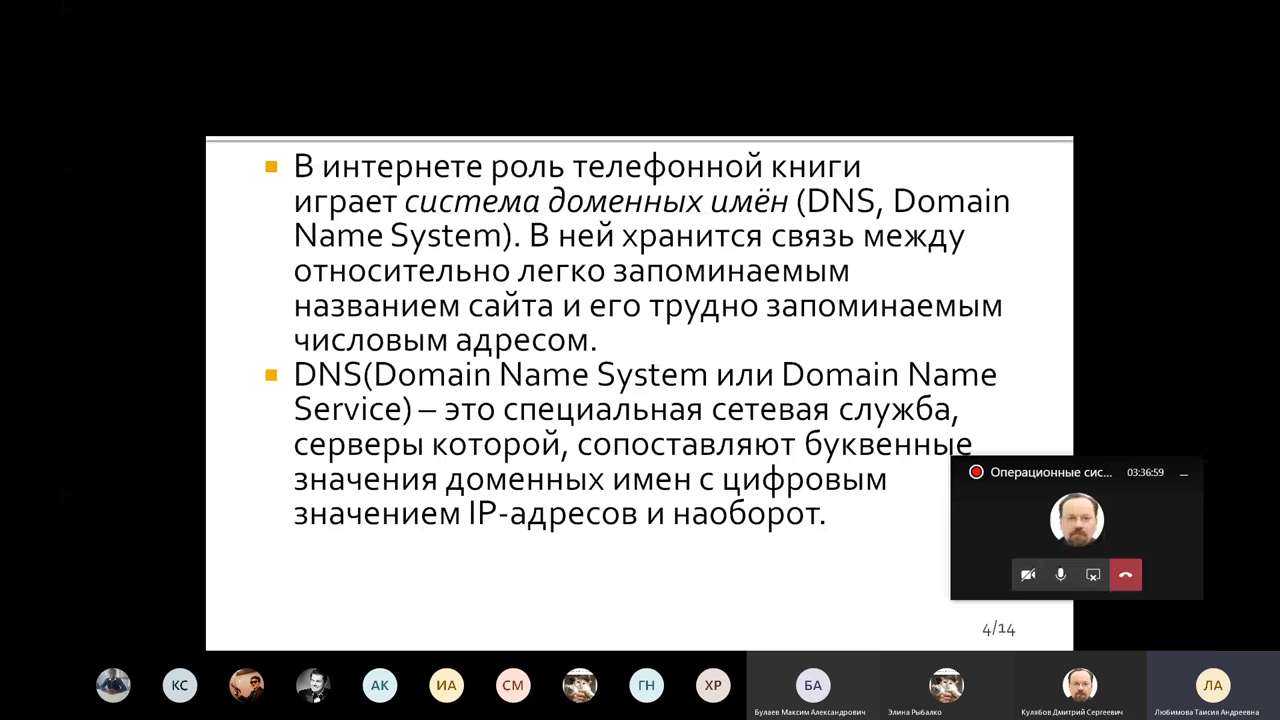 В интернете роль телефонной книги
играет система доменных имён (DNS, Domain
Name System). В ней хранится связь между
относительно легко запоминаемым
названием сайта и его трудно запоминаемым
числовым адресом.
DNS(Domain Name System или Domain Name
Service) – это специальная сетевая служба,
серверы которой, сопоставляют буквенные
значения доменных имен с цифровым
значением IP-адресов и наоборот.
Операционные сис... 03:36:59
4/14
КС АК ИА СМ ГН ХР БА ЛА
Булаев Максим Александрович Элина Рыбалко Кулябов Дмитрий Сергеевич Любимова Таисия Андреевна